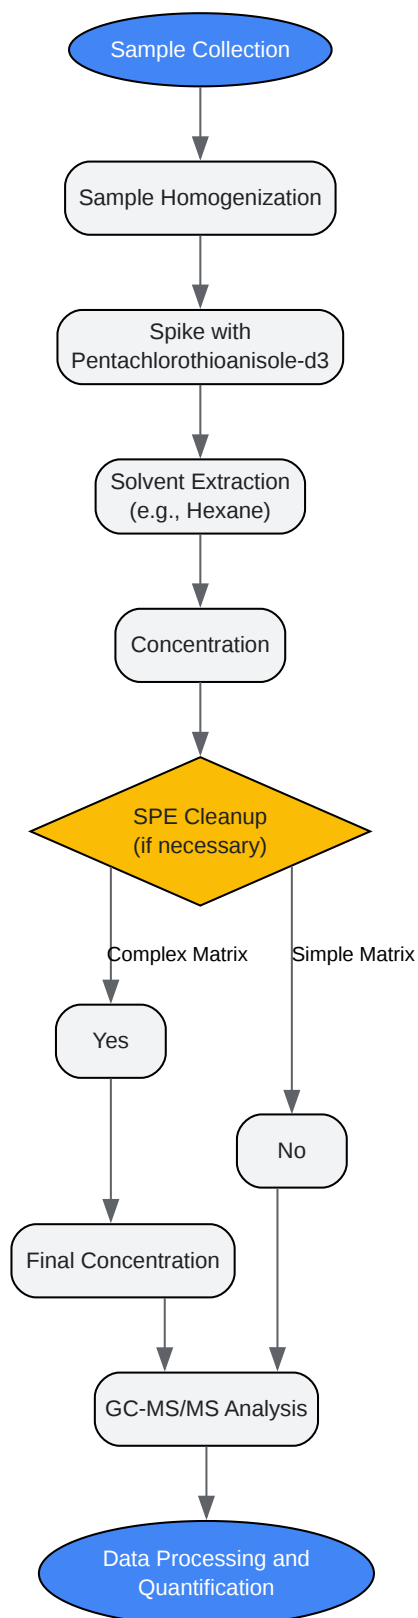 Sample Collection
Sample Homogenization
Spike with
Pentachlorothioanisole-d3
Solvent Extraction
(e.g., Hexane)
Concentration
SPE Cleanup
(if necessary)
Complex Matrix
Simple Matrix
Yes
No
Final Concentration
GC-MS/MS Analysis
Data Processing and
Quantification